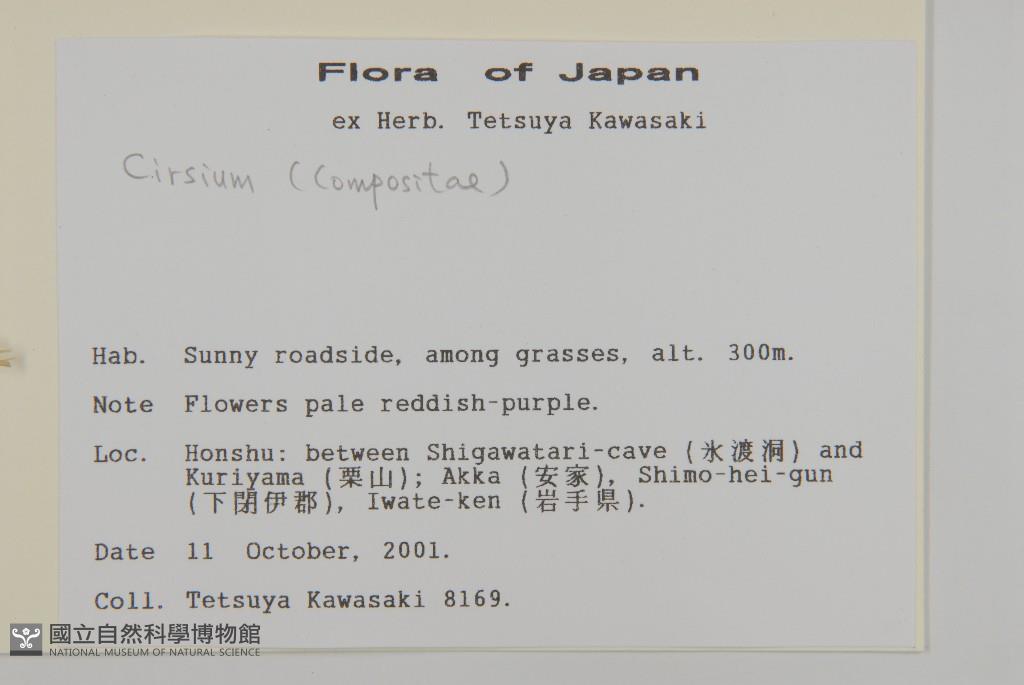 Flora of Japan
ex Herb. Tetsuya Kawasaki
Cirsium (Compositae)
Hab. Sunny roadside, among grasses, alt. 300m.
Note Flowers pale reddish-purple.
Loc. Honshu: between Shigawatari-cave (氷渡洞) and
Kuriyama (栗山); Akka (安家), Shimo-hei-gun
(下閉伊郡), Iwate-ken (岩手県).
Date 11 October, 2001.
Coll. Tetsuya Kawasaki 8169.
國立自然科學博物館
NATIONAL MUSEUM OF NATURAL SCIENCE